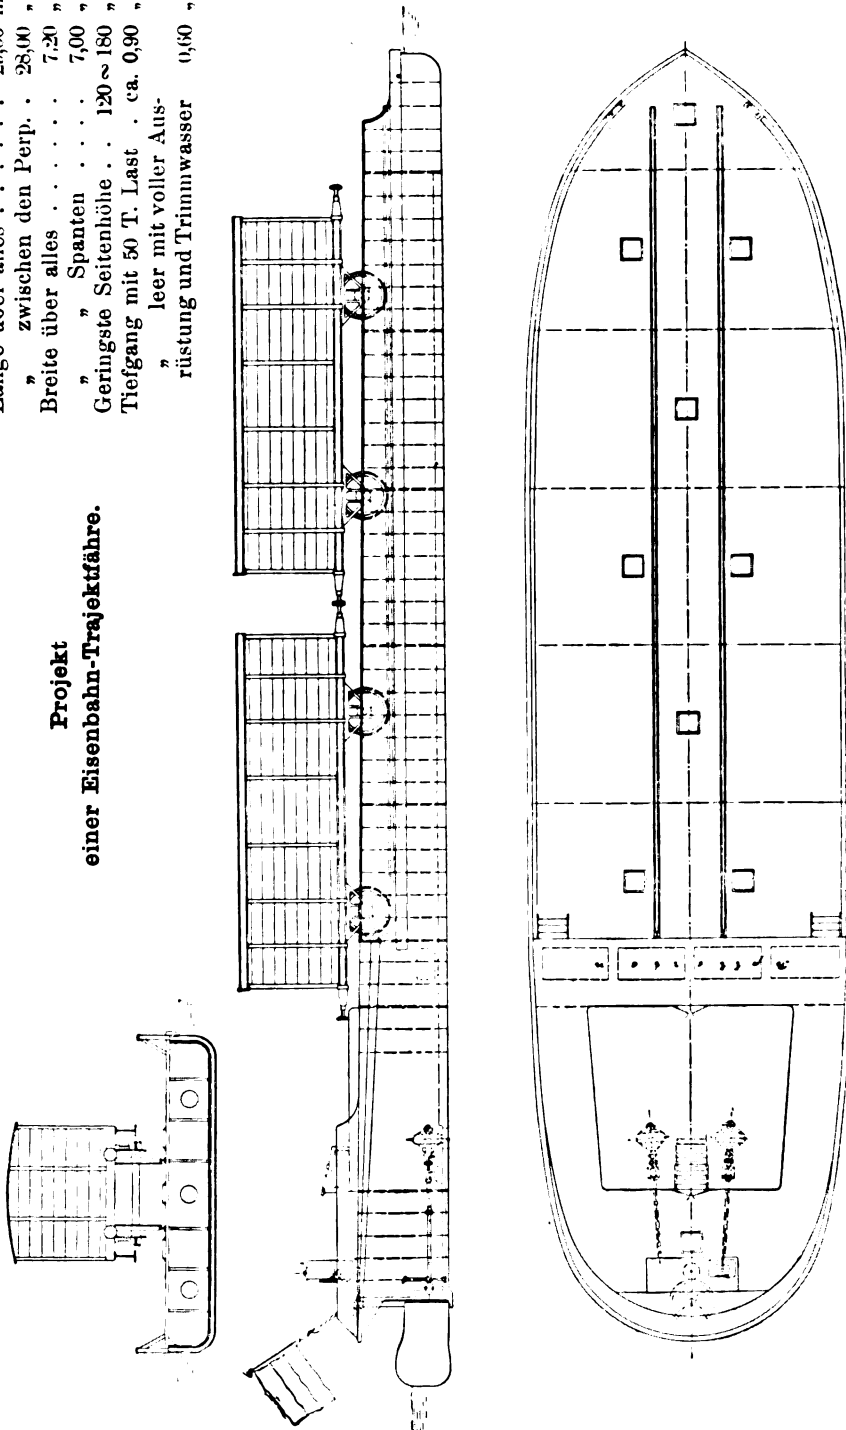 zwischen den Perp. . 28,00 „
Breite über alles . . . . . . 7,20 „
„ „ Spanten . . . . 7,00 „
Geringste Seitenhöhe . . 120 ~ 180 „
Tiefgang mit 50 T. Last . ca. 0,90 „
„ leer mit voller Aus-
rüstung und Trimmwasser 0,60 „
Projekt
einer Eisenbahn-Trajektfähre.